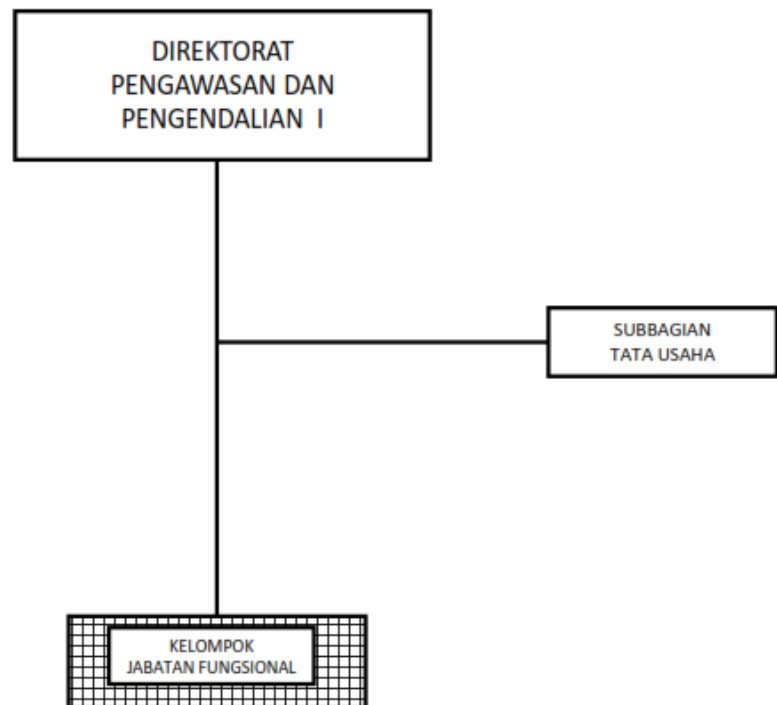 DIREKTORAT
PENGAWASAN DAN
PENGENDALIAN I
SUBBAGIAN
TATA USAHA
KELOMPOK
JABATAN FUNGSIONAL